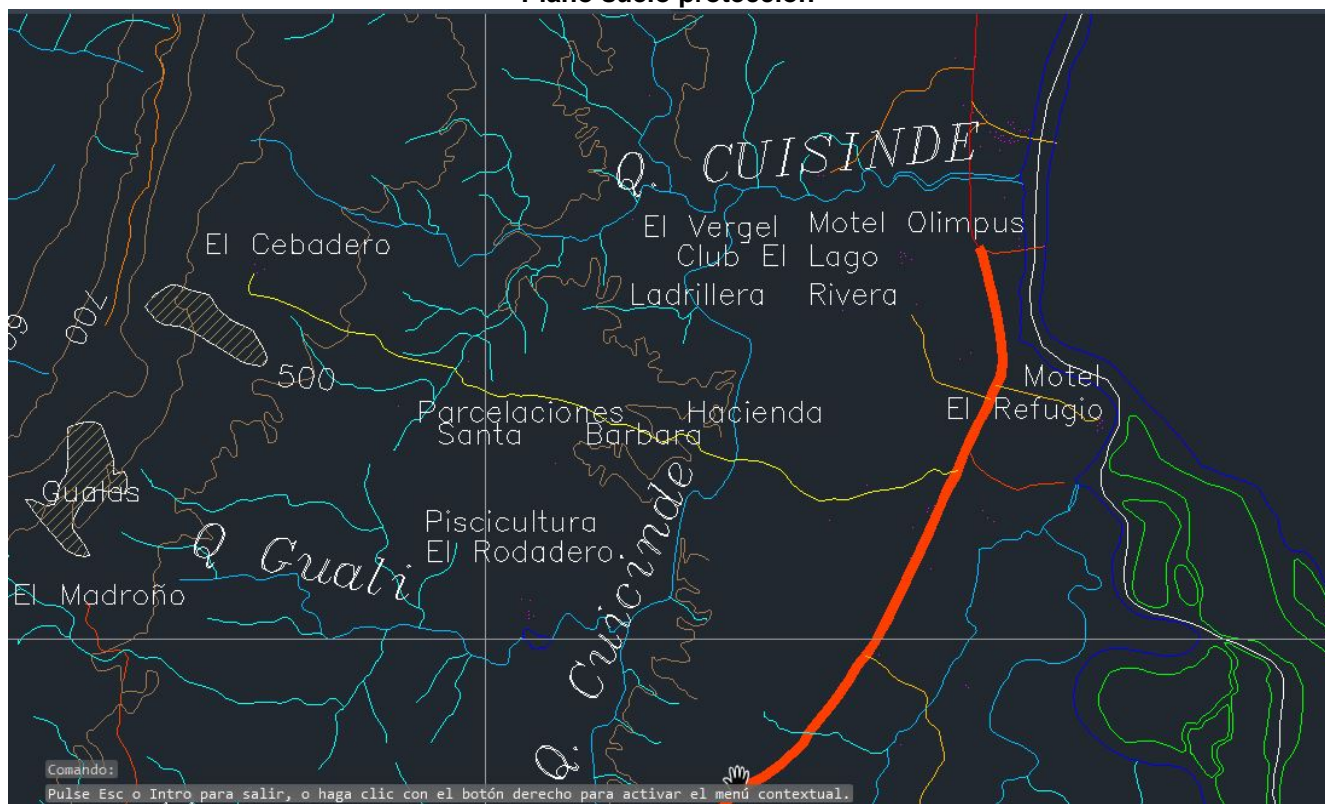 Plano suelo protección
Q. CUISINDE
El Vergel Motel Olimpus
Club El Lago
El Cebadero
Ladrillera Rivera
700
500
Motel
El Refugio
Parcelaciones Hacienda
Santa Barbara
Gualas
Piscicultura
El Rodadero
Q Guali
El Madroño
Q. Cuicinde
Comando:
Pulse Esc o Intro para salir, o haga clic con el botón derecho para activar el menú contextual.